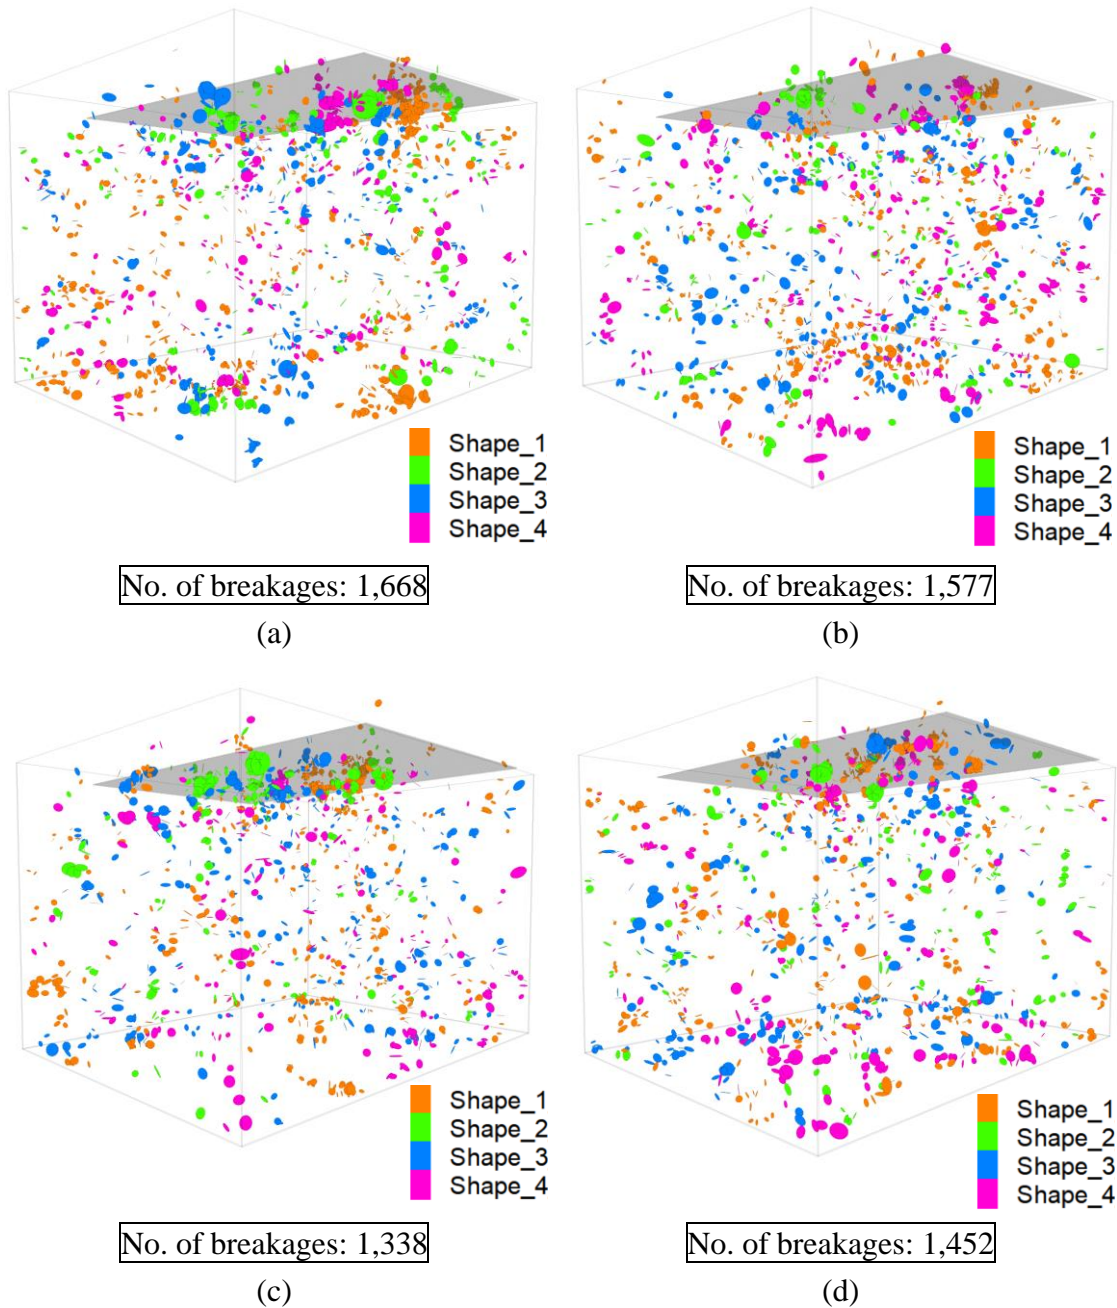 Shape_1
Shape_2
Shape_3
Shape_4
No. of breakages: 1,668
(a)
Shape_1
Shape_2
Shape_3
Shape_4
No. of breakages: 1,577
(b)
Shape_1
Shape_2
Shape_3
Shape_4
No. of breakages: 1,338
(c)
Shape_1
Shape_2
Shape_3
Shape_4
No. of breakages: 1,452
(d)